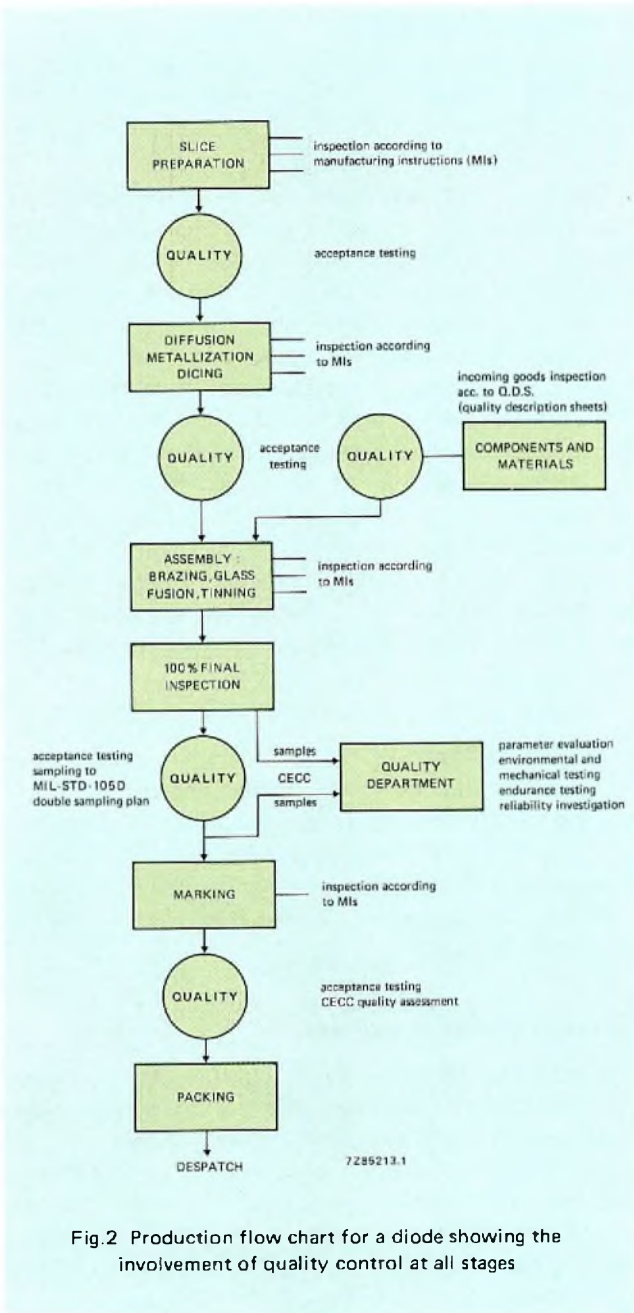 SLICE
PREPARATION
inspection according to
manufacturing instructions (MIs)
QUALITY
acceptance testing
DIFFUSION
METALLIZATION
DICING
inspection according
to MIs
incoming goods inspection
acc. to Q.D.S.
(quality description sheets)
QUALITY
acceptance
testing
QUALITY
COMPONENTS AND
MATERIALS
ASSEMBLY :
BRAZING, GLASS
FUSION, TINNING
inspection according
to MIs
100% FINAL
INSPECTION
acceptance testing
sampling to
MIL-STD-105D
double sampling plan
QUALITY
samples
CECC
samples
QUALITY
DEPARTMENT
parameter evaluation
environmental and
mechanical testing
endurance testing
reliability investigation
MARKING
inspection according
to MIs
QUALITY
acceptance testing
CECC quality assessment
PACKING
DESPATCH
7Z85213.1
Fig.2 Production flow chart for a diode showing the
involvement of quality control at all stages